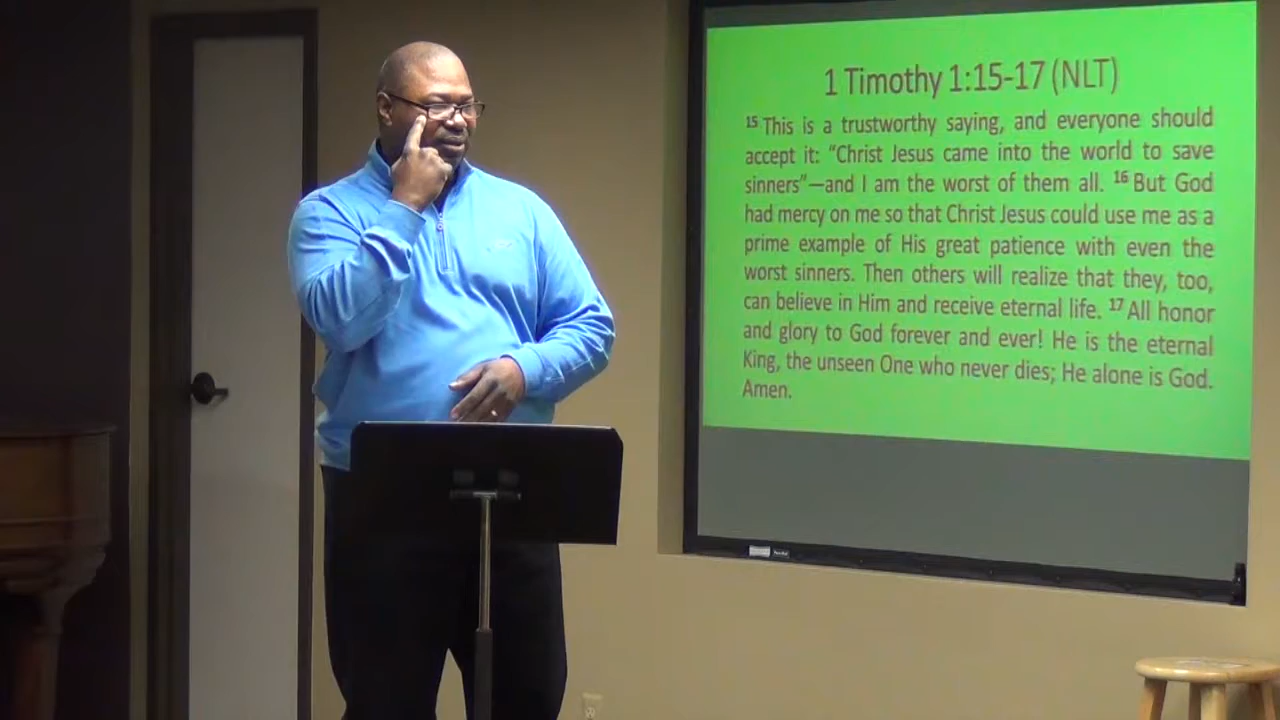 1 Timothy 1:15-17 (NLT)
15 This is a trustworthy saying, and everyone should
accept it: “Christ Jesus came into the world to save
sinners”—and I am the worst of them all. 16 But God
had mercy on me so that Christ Jesus could use me as a
prime example of His great patience with even the
worst sinners. Then others will realize that they, too,
can believe in Him and receive eternal life. 17 All honor
and glory to God forever and ever! He is the eternal
King, the unseen One who never dies; He alone is God.
Amen.